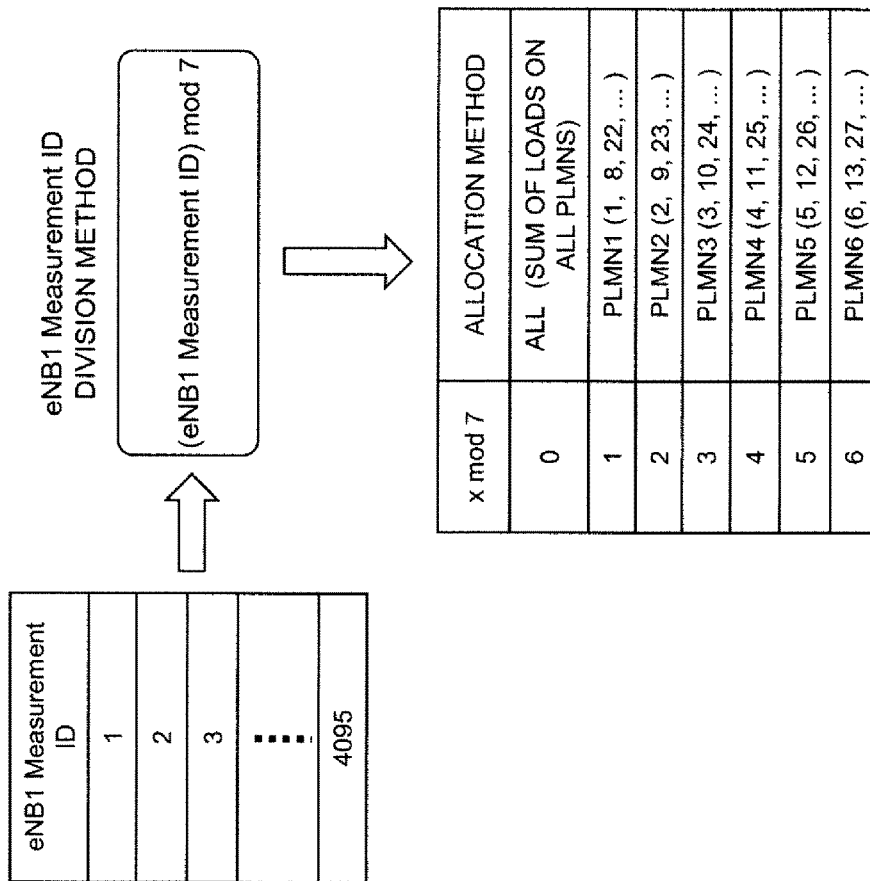 eNB1 Measurement
ID
1
2
3
4095
eNB1 Measurement ID
DIVISION METHOD
(eNB1 Measurement ID) mod 7
x mod 7
ALLOCATION METHOD
0
ALL (SUM OF LOADS ON
ALL PLMNS)
1
PLMN1 (1, 8, 22, ... )
2
PLMN2 (2, 9, 23, ... )
3
PLMN3 (3, 10, 24, ... )
4
PLMN4 (4, 11, 25, ... )
5
PLMN5 (5, 12, 26, ... )
6
PLMN6 (6, 13, 27, ... )